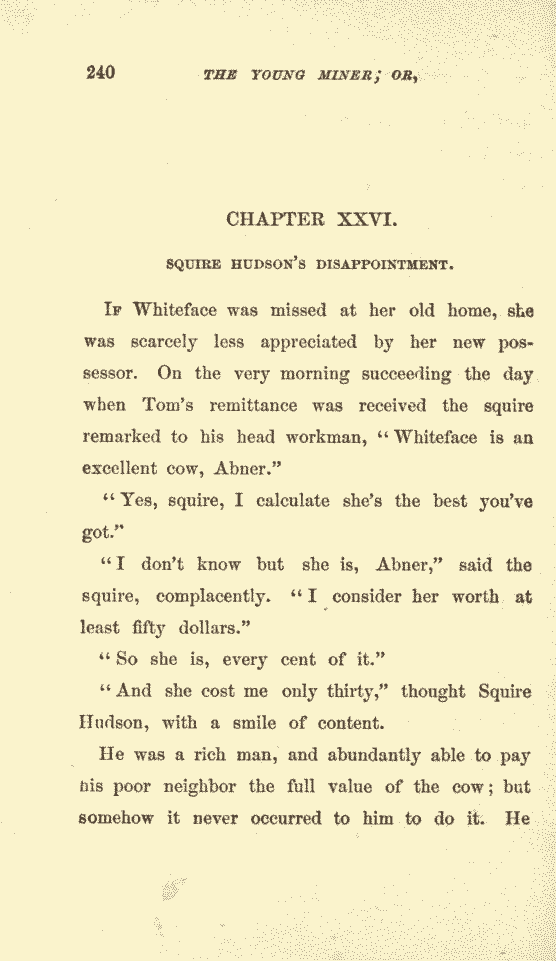 240 THE YOUNG MINER; OR,
CHAPTER XXVI.
SQUIRE HUDSON'S DISAPPOINTMENT.
IF Whiteface was missed at her old home, she
was scarcely less appreciated by her new pos-
sessor. On the very morning succeeding the day
when Tom's remittance was received the squire
remarked to his head workman, “Whiteface is an
excellent cow, Abner.”
“Yes, squire, I calculate she's the best you've
got.”
“I don't know but she is, Abner,” said the
squire, complacently. “I consider her worth at
least fifty dollars.”
“So she is, every cent of it.”
“And she cost me only thirty,” thought Squire
Hudson, with a smile of content.
He was a rich man, and abundantly able to pay
his poor neighbor the full value of the cow; but
somehow it never occurred to him to do it. He